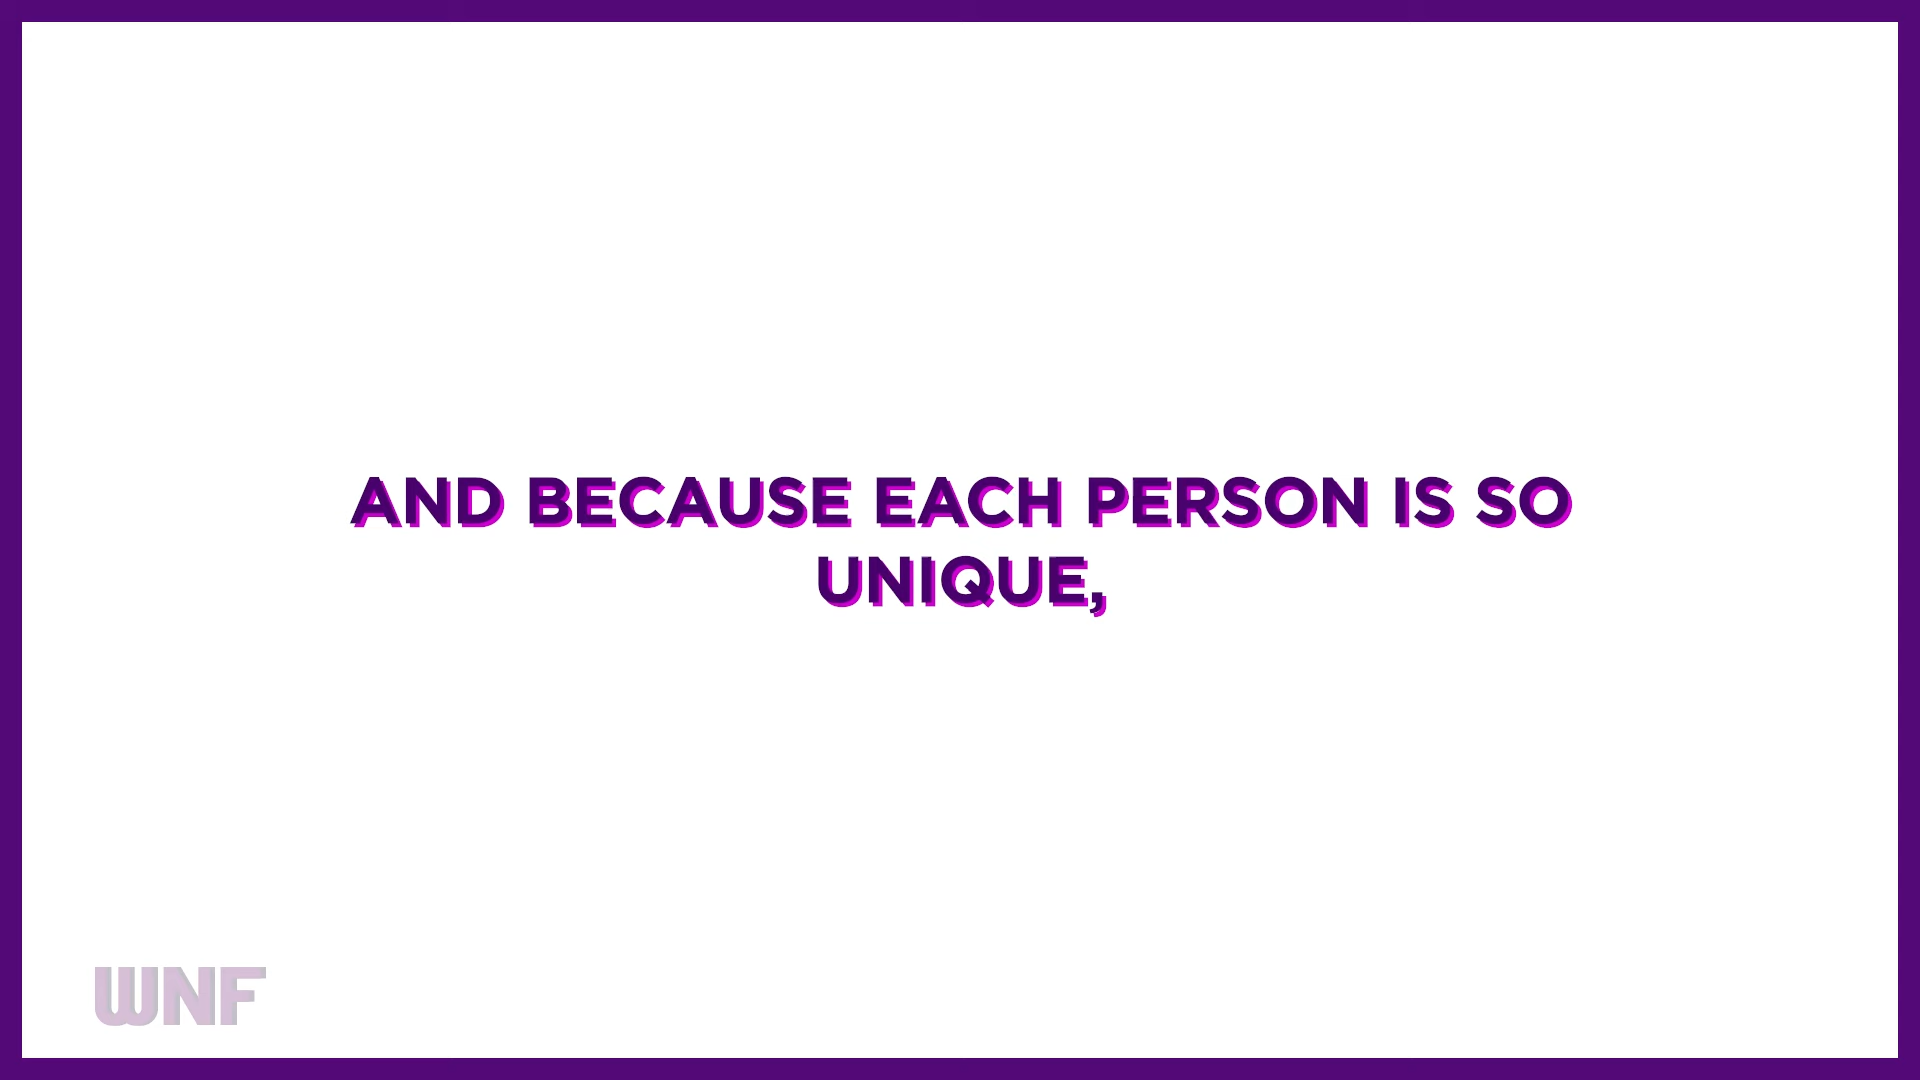 AND BECAUSE EACH PERSON IS SO
UNIQUE,
WNF